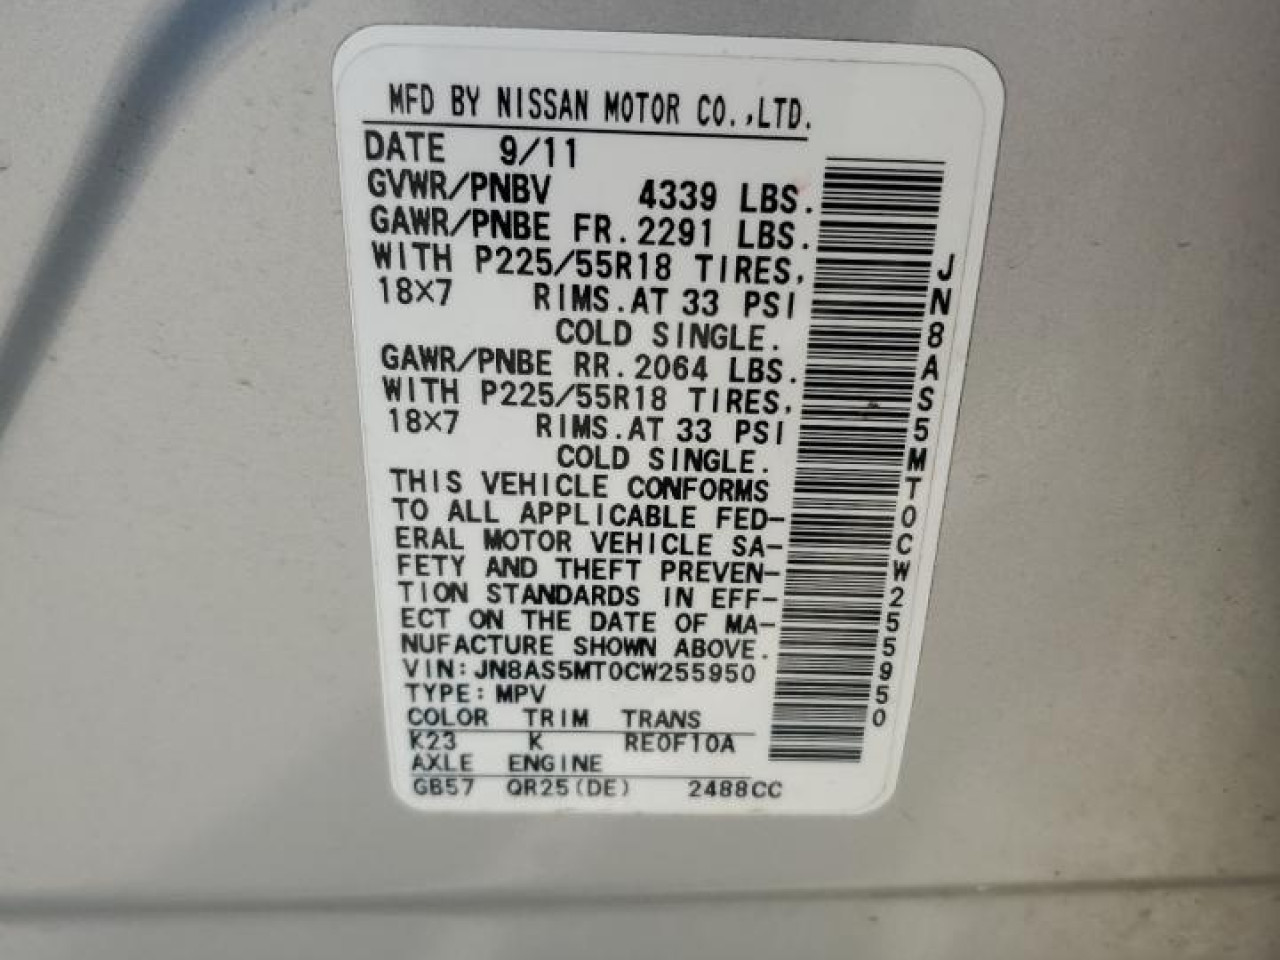 MFD BY NISSAN MOTOR CO.,LTD.
DATE 9/11
GVWR/PNBV 4339 LBS.
GAWR/PNBE FR.2291 LBS.
WITH P225/55R18 TIRES,
18X7 RIMS.AT 33 PSI
COLD SINGLE.
GAWR/PNBE RR.2064 LBS.
WITH P225/55R18 TIRES,
18X7 RIMS.AT 33 PSI
COLD SINGLE.
THIS VEHICLE CONFORMS
TO ALL APPLICABLE FED-
ERAL MOTOR VEHICLE SA-
FETY AND THEFT PREVEN-
TION STANDARDS IN EFF-
ECT ON THE DATE OF MA-
NUFACTURE SHOWN ABOVE.
VIN:JN8AS5MT0CW255950
TYPE:MPV
COLOR TRIM TRANS
K23 K RE0F10A
AXLE ENGINE
GB57 QR25(DE) 2488CC
JN8AS5MT0CW255950